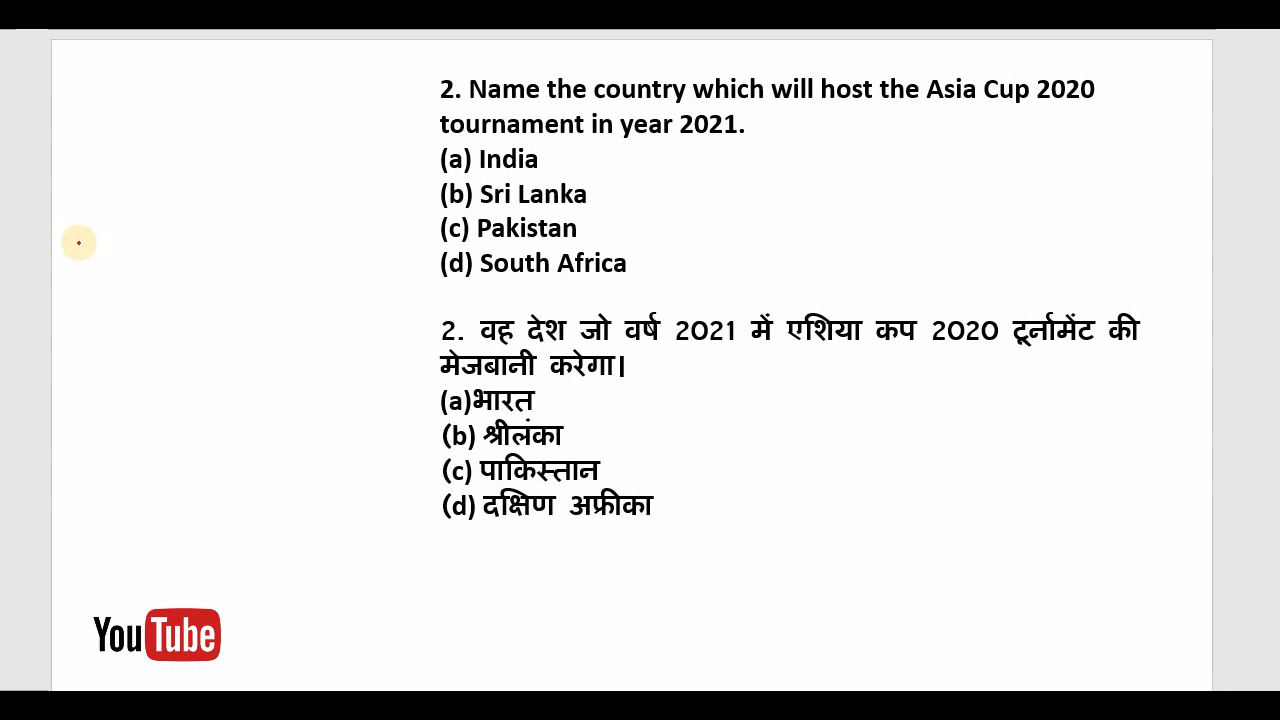 2. Name the country which will host the Asia Cup 2020
tournament in year 2021.
(a) India
(b) Sri Lanka
(c) Pakistan
(d) South Africa
2. वह देश जो वर्ष 2021 में एशिया कप 2020 टूर्नामेंट की
मेजबानी करेगा।
(a)भारत
(b) श्रीलंका
(c) पाकिस्तान
(d) दक्षिण अफ्रीका
YouTube